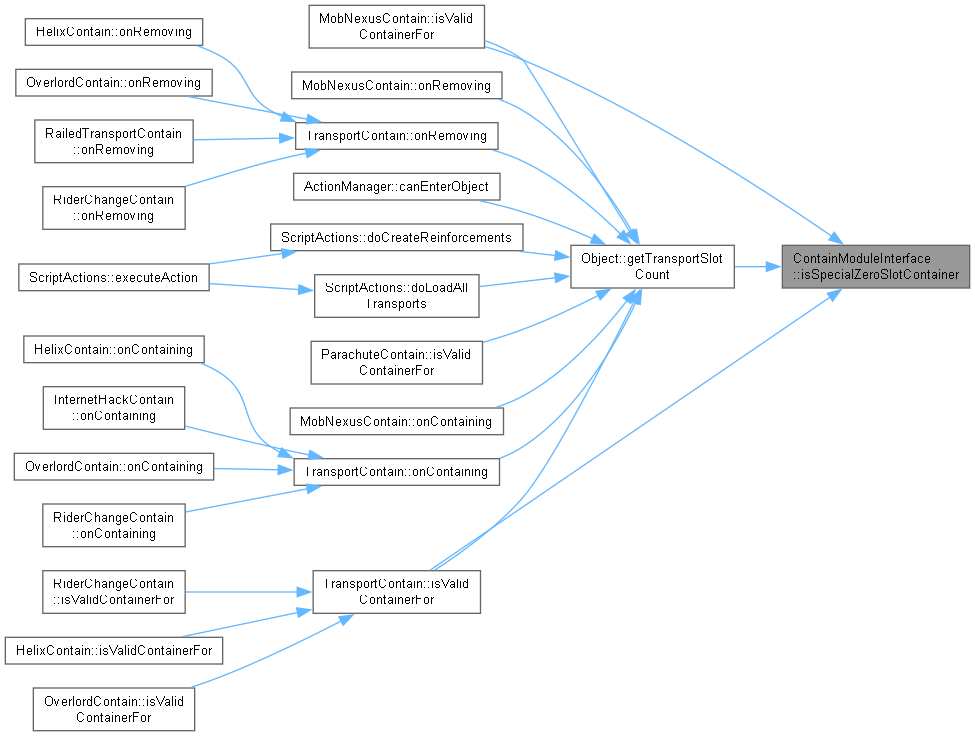 MobNexusContain::isValid
ContainerFor
HelixContain::onRemoving
OverlordContain::onRemoving
MobNexusContain::onRemoving
RailedTransportContain
::onRemoving
TransportContain::onRemoving
RiderChangeContain
::onRemoving
ActionManager::canEnterObject
ScriptActions::doCreateReinforcements
ScriptActions::executeAction
ScriptActions::doLoadAll
Transports
Object::getTransportSlot
Count
ContainModuleInterface
::isSpecialZeroSlotContainer
HelixContain::onContaining
ParachuteContain::isValid
ContainerFor
InternetHackContain
::onContaining
MobNexusContain::onContaining
OverlordContain::onContaining
TransportContain::onContaining
RiderChangeContain
::onContaining
RiderChangeContain
::isValidContainerFor
TransportContain::isValid
ContainerFor
HelixContain::isValidContainerFor
OverlordContain::isValid
ContainerFor